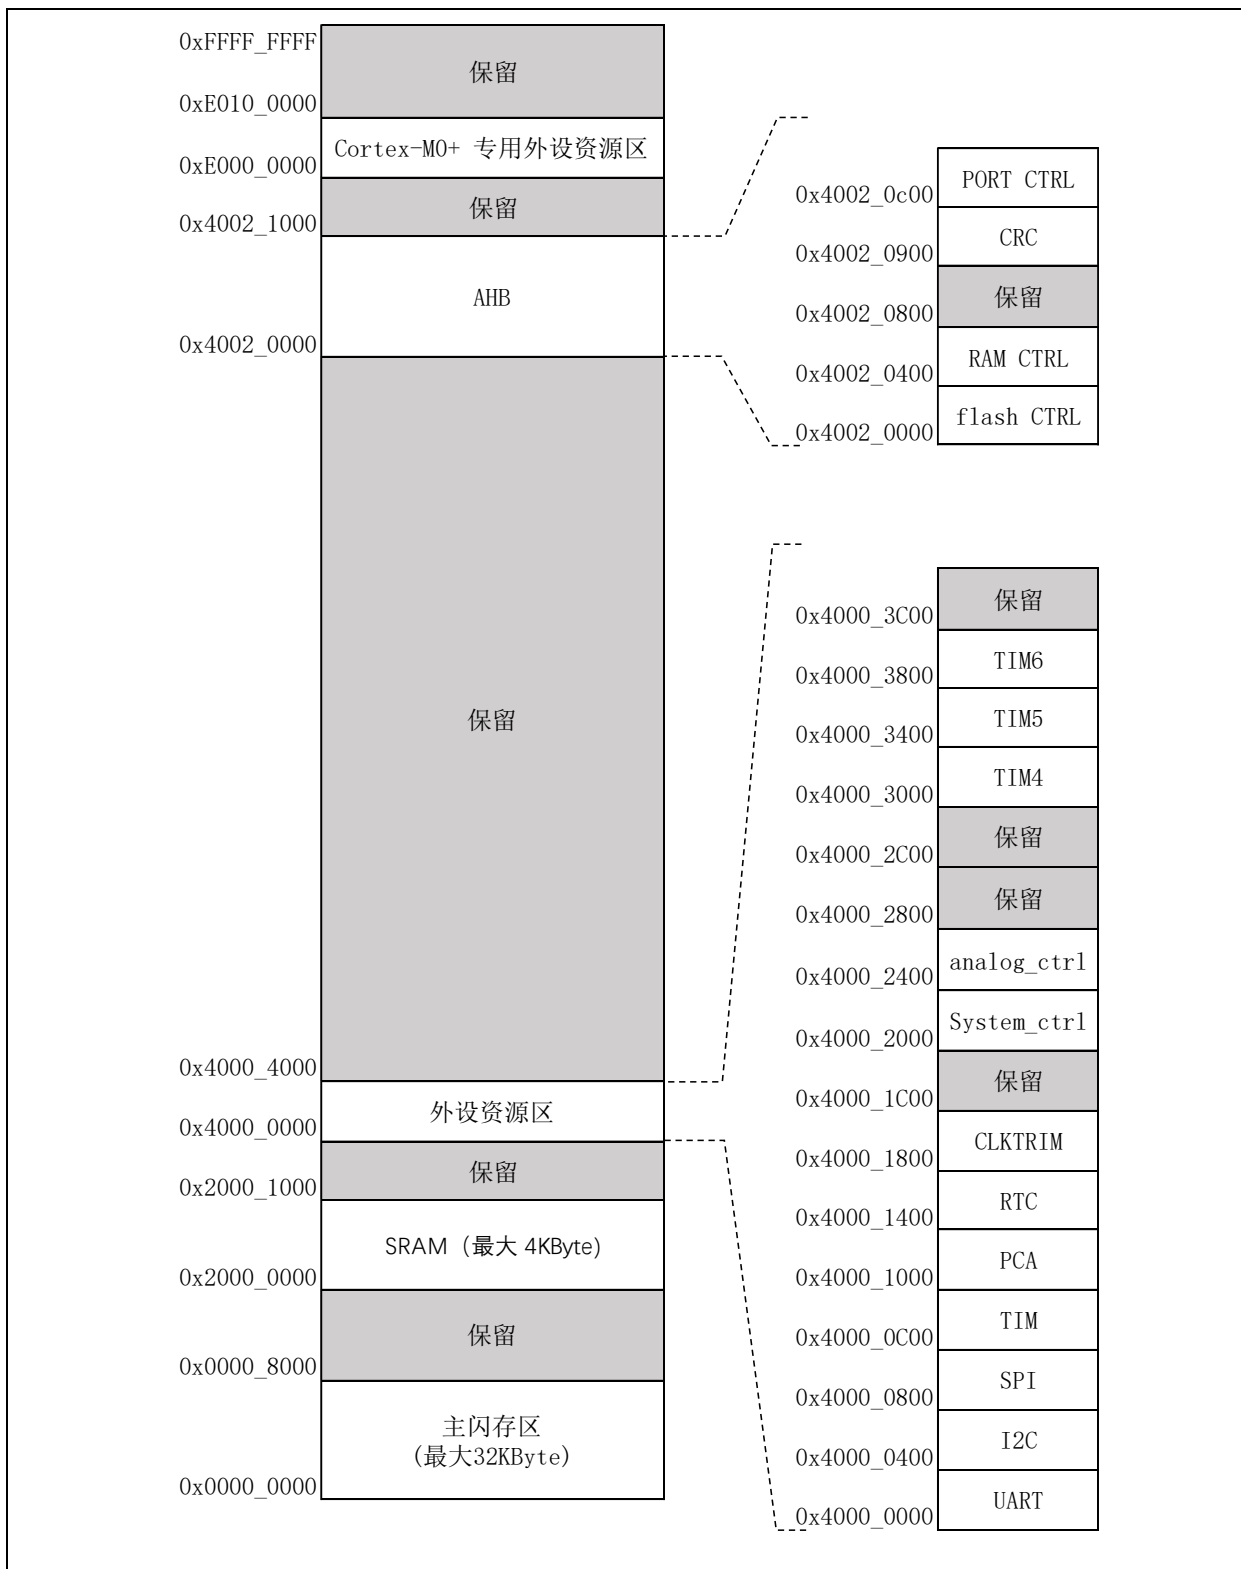 0xFFFF_FFFF
保留
0xE010_0000
Cortex-M0+ 专用外设资源区
0xE000_0000
保留
0x4002_1000
AHB
0x4002_0000
保留
0x4000_4000
外设资源区
0x4000_0000
保留
0x2000_1000
SRAM（最大 4KByte）
0x2000_0000
保留
0x0000_8000
主闪存区
(最大32KByte)
0x0000_0000
PORT CTRL
0x4002_0c00
CRC
0x4002_0900
保留
0x4002_0800
RAM CTRL
0x4002_0400
flash CTRL
0x4002_0000
保留
0x4000_3C00
TIM6
0x4000_3800
TIM5
0x4000_3400
TIM4
0x4000_3000
保留
0x4000_2C00
保留
0x4000_2800
analog_ctrl
0x4000_2400
System_ctrl
0x4000_2000
保留
0x4000_1C00
CLKTRIM
0x4000_1800
RTC
0x4000_1400
PCA
0x4000_1000
TIM
0x4000_0C00
SPI
0x4000_0800
I2C
0x4000_0400
UART
0x4000_0000